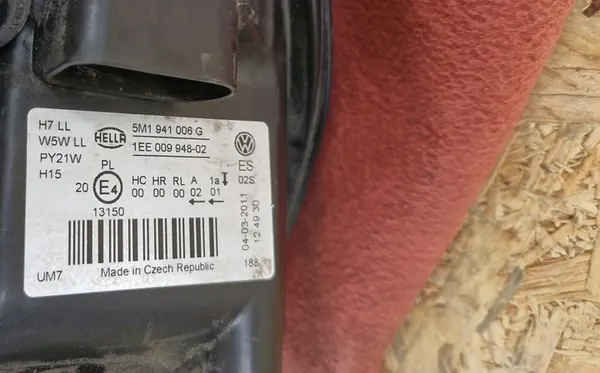 H7 LL
W5W LL
PY21W
H15
HELLA
5M1 941 006 G
1EE 009 948-02
VW
ES
02S
PL
20 E4
13150
HC HR RL A 1a
00 00 00 02 01
04-03-2011
12 49 30
UM7
Made in Czech Republic
188